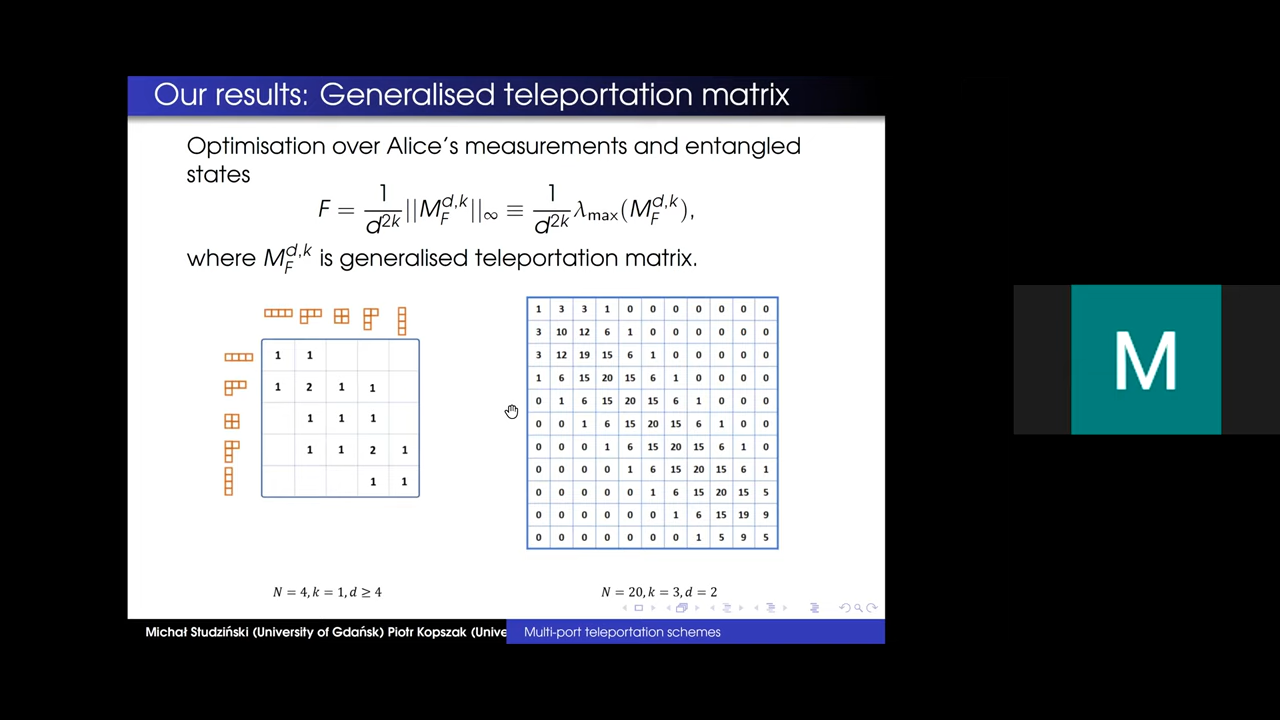 Our results: Generalised teleportation matrix
Optimisation over Alice's measurements and entangled
states
F = \frac{1}{d^{2k}} ||M_F^{d,k}||_∞ ≡ \frac{1}{d^{2k}} λ_{max}(M_F^{d,k}),
where M_F^{d,k} is generalised teleportation matrix.
1 1
1 2 1 1
1 1 1
1 1 2 1
1 1
N = 4, k = 1, d ≥ 4
1 3 3 1 0 0 0 0 0 0 0
3 10 12 6 1 0 0 0 0 0 0
3 12 19 15 6 1 0 0 0 0 0
1 6 15 20 15 6 1 0 0 0 0
0 1 6 15 20 15 6 1 0 0 0
0 0 1 6 15 20 15 6 1 0 0
0 0 0 1 6 15 20 15 6 1 0
0 0 0 0 1 6 15 20 15 6 1
0 0 0 0 0 1 6 15 20 15 5
0 0 0 0 0 0 1 6 15 19 9
0 0 0 0 0 0 0 1 5 9 5
N = 20, k = 3, d = 2
Michał Studziński (University of Gdańsk) Piotr Kopszak (Unive
Multi-port teleportation schemes
M